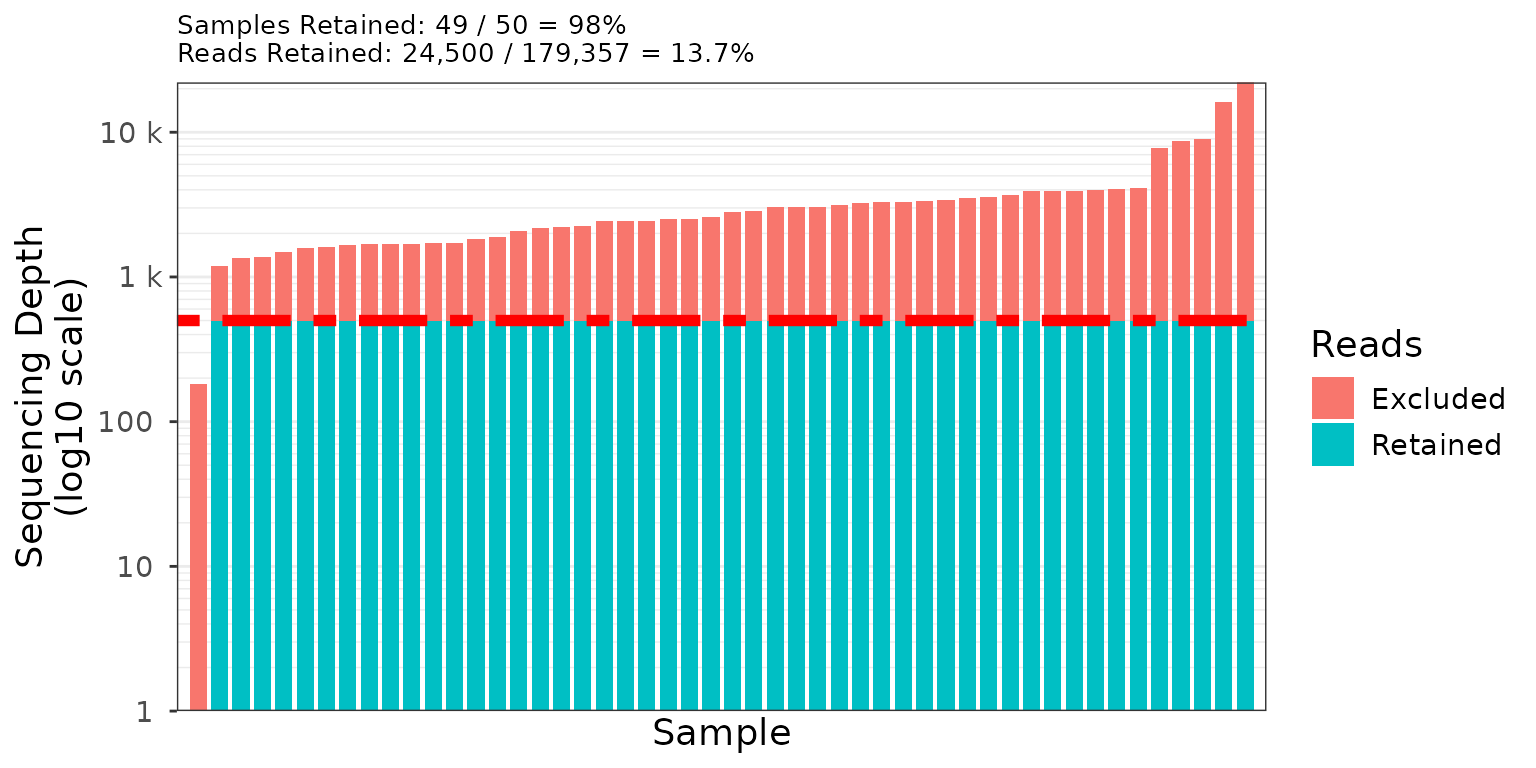 Samples Retained: 49 / 50 = 98%
Reads Retained: 24,500 / 179,357 = 13.7%
Sequencing Depth
(log10 scale)
10 k
1 k
100
10
1
Sample
Reads
Excluded
Retained